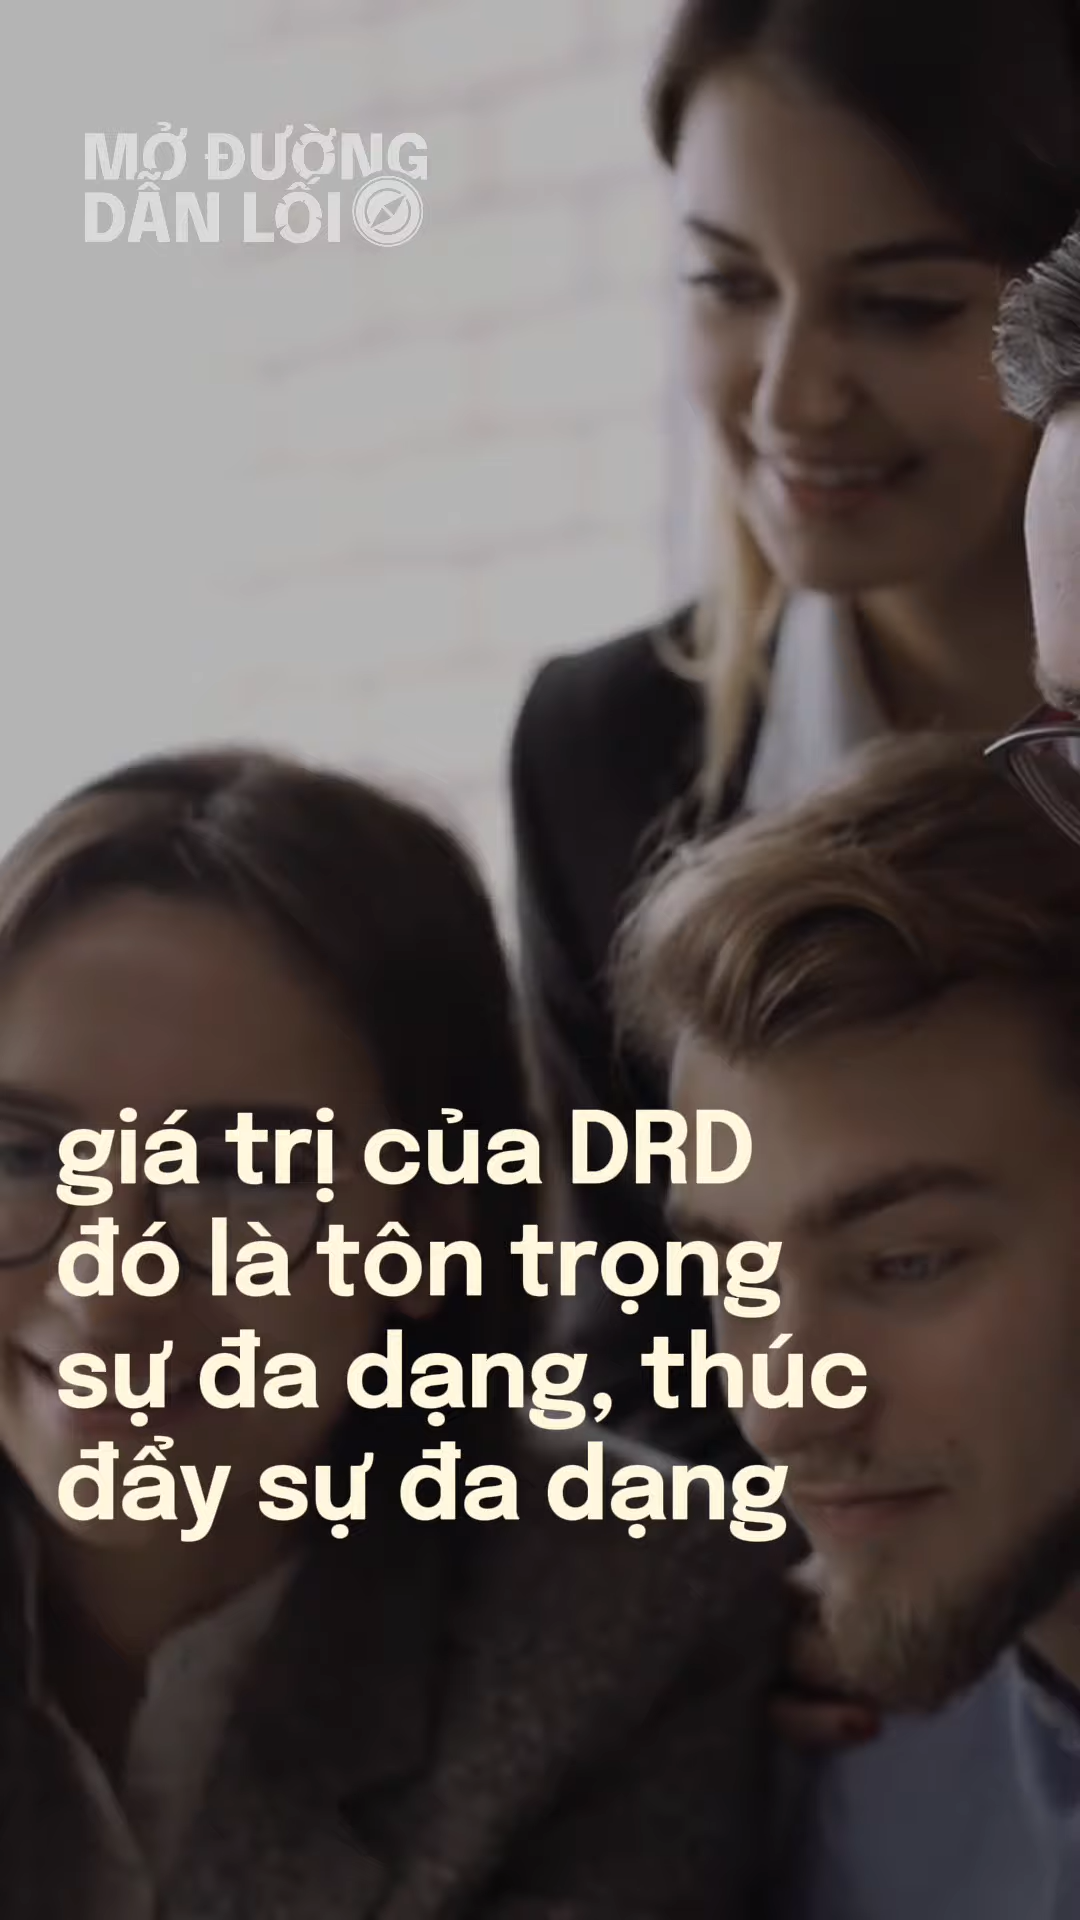 MỞ ĐƯỜNG
DẪN LỐI
giá trị của DRD
đó là tôn trọng
sự đa dạng, thúc
đẩy sự đa dạng